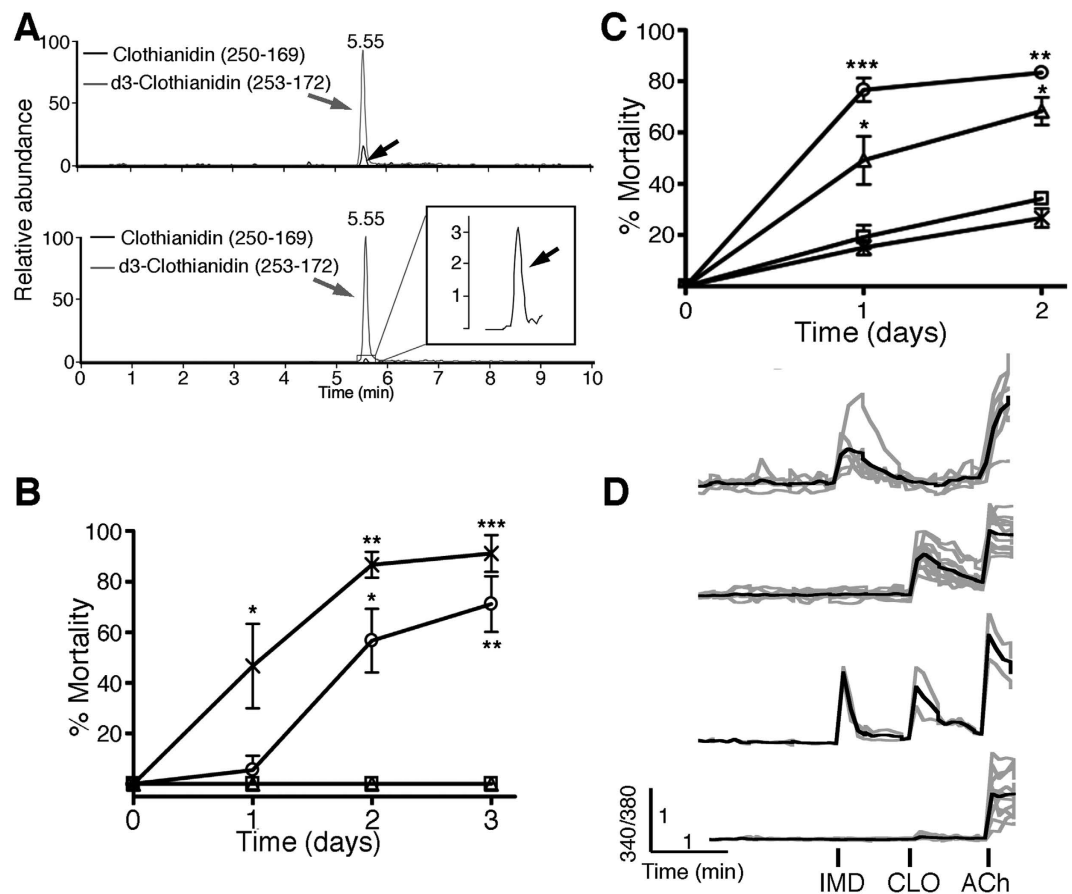 A
100
50
0
5.55
Clothianidin (250-169)
d3-Clothianidin (253-172)
Relative abundance
100
50
0
5.55
Clothianidin (250-169)
d3-Clothianidin (253-172)
3
2
1
0 1 2 3 4 5 6 7 8 9 10
Time (min)
B
100
80
60
40
20
% Mortality
* ** ***
* **
0 1 2 3
Time (days)
C
100
80
60
40
20
% Mortality
*** **
* *
0 1 2
Time (days)
D
340/380
1
1
Time (min)
IMD CLO ACh